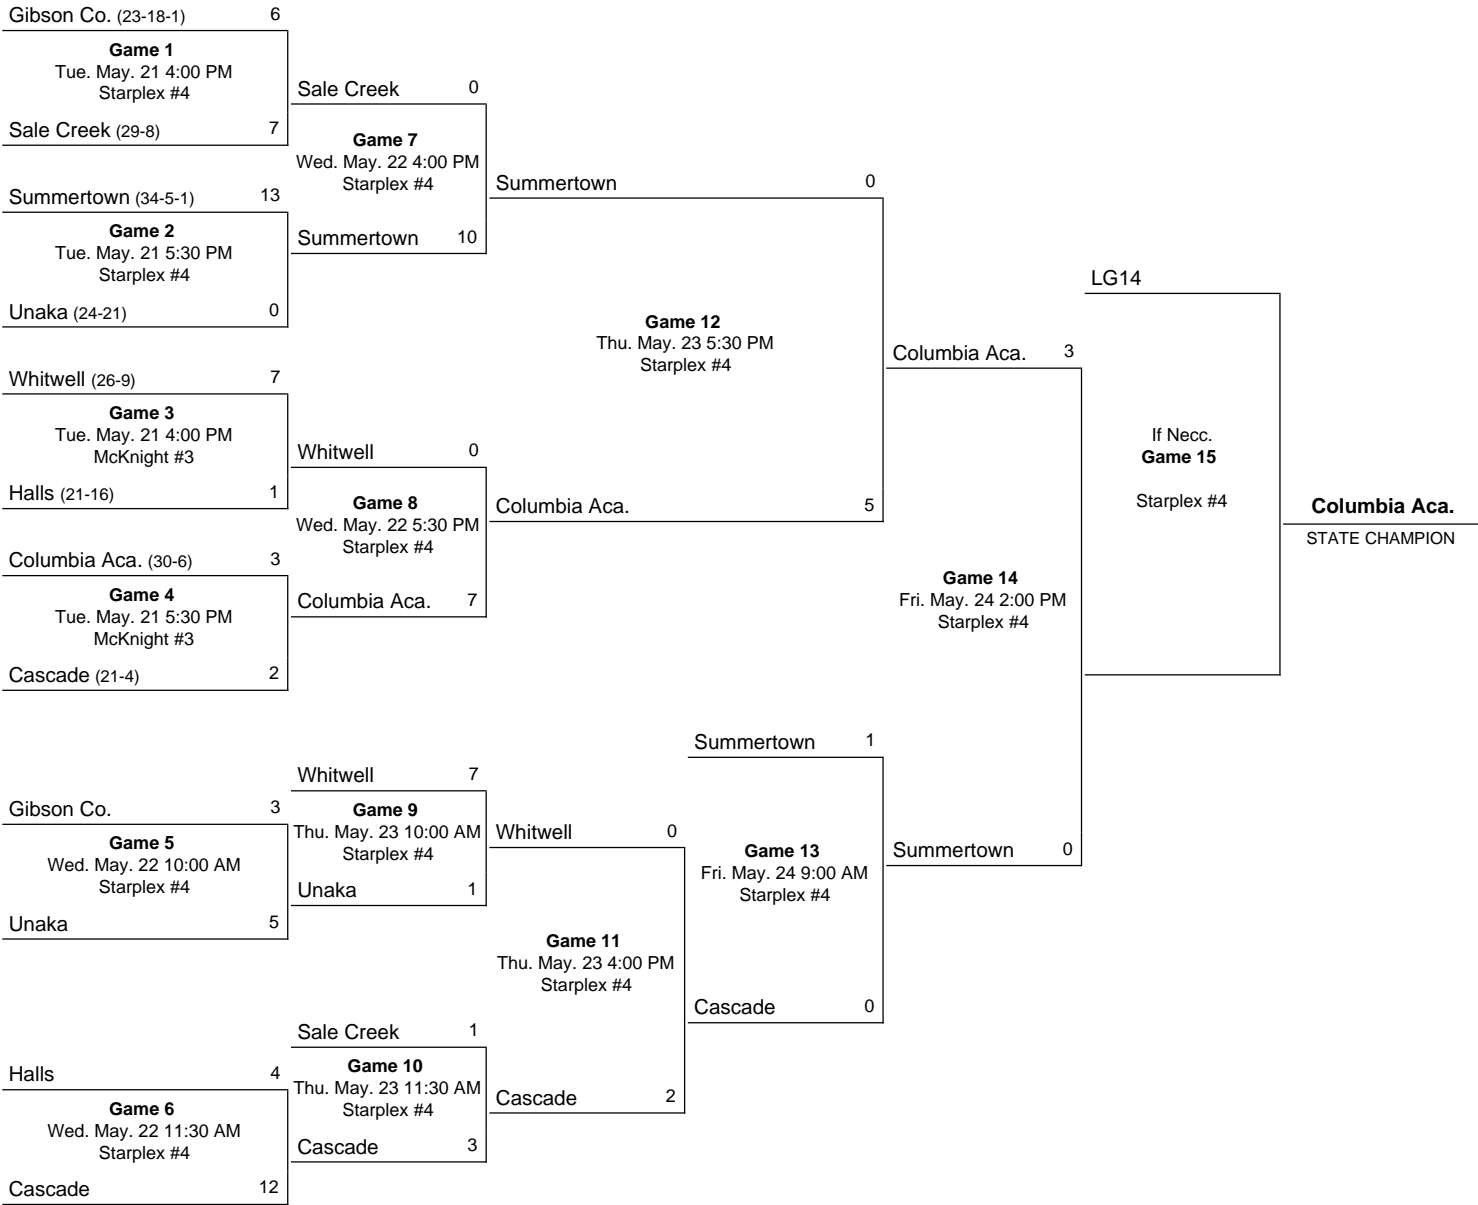 Gibson Co. (23-18-1) 6
Game 1
Tue. May. 21 4:00 PM
Starplex #4
Sale Creek (29-8) 7
Summertown (34-5-1) 13
Game 2
Tue. May. 21 5:30 PM
Starplex #4
Unaka (24-21) 0
Whitwell (26-9) 7
Game 3
Tue. May. 21 4:00 PM
McKnight #3
Halls (21-16) 1
Columbia Aca. (30-6) 3
Game 4
Tue. May. 21 5:30 PM
McKnight #3
Cascade (21-4) 2
Gibson Co. 3
Game 5
Wed. May. 22 10:00 AM
Starplex #4
Unaka 5
Halls 4
Game 6
Wed. May. 22 11:30 AM
Starplex #4
Cascade 12
Sale Creek 0
Game 7
Wed. May. 22 4:00 PM
Starplex #4
Summertown 10
Whitwell 0
Game 8
Wed. May. 22 5:30 PM
Starplex #4
Columbia Aca. 7
Whitwell 7
Game 9
Thu. May. 23 10:00 AM
Starplex #4
Unaka 1
Sale Creek 1
Game 10
Thu. May. 23 11:30 AM
Starplex #4
Cascade 3
Summertown 0
Game 12
Thu. May. 23 5:30 PM
Starplex #4
Columbia Aca. 5
Whitwell 0
Game 11
Thu. May. 23 4:00 PM
Starplex #4
Cascade 2
Summertown 1
Game 13
Fri. May. 24 9:00 AM
Starplex #4
Cascade 0
Columbia Aca. 3
Game 14
Fri. May. 24 2:00 PM
Starplex #4
Summertown 0
LG14
If Necc.
Game 15
Starplex #4
Columbia Aca.
STATE CHAMPION